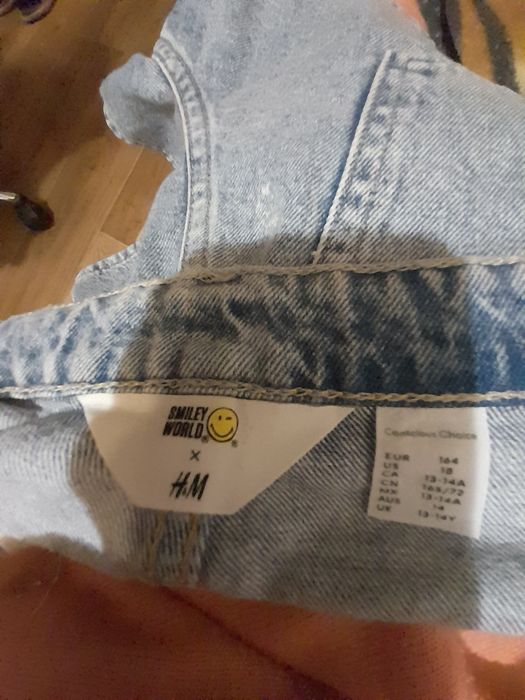 SMILEY
WORLD
×
H&M
Conscious Choice
EUR 164
US 18
CA 13-14A
CN 165/72
MX 13-14A
AUS 14
UK 13-14Y